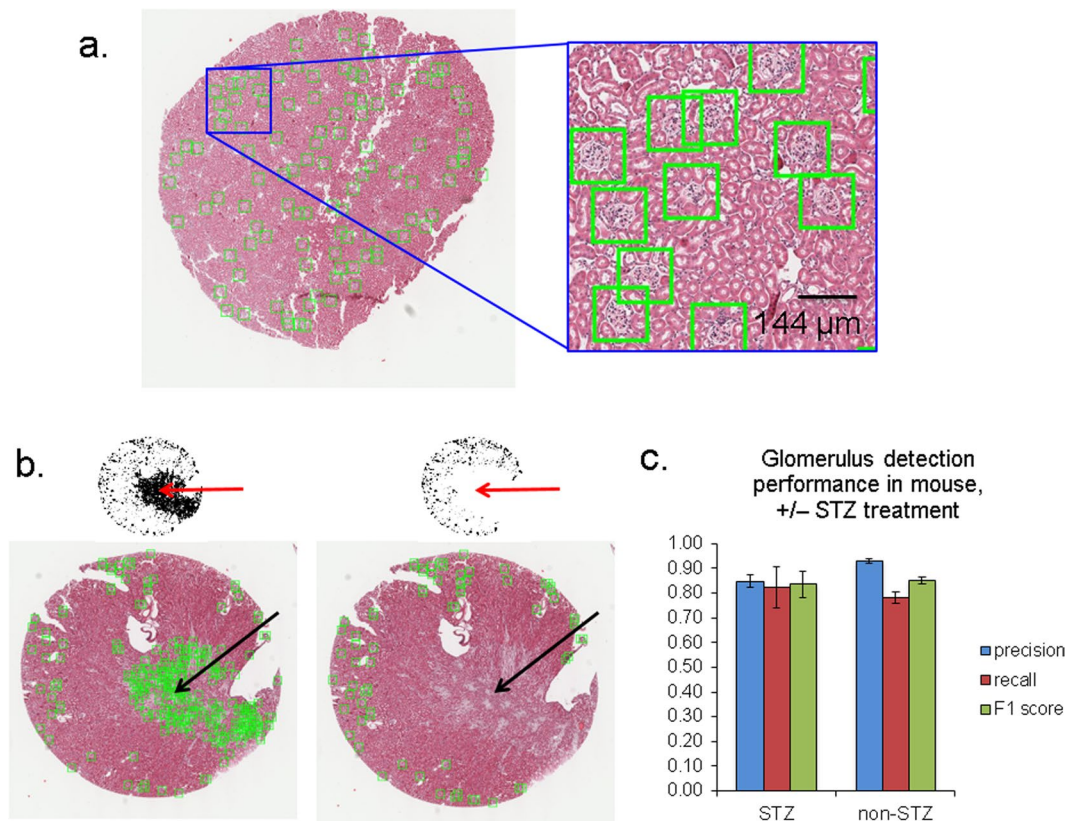 a.
144 µm
b.
c.
Glomerulus detection
performance in mouse,
+/– STZ treatment
1.00
0.90
0.80
0.70
0.60
0.50
0.40
0.30
0.20
0.10
0.00
STZ
non-STZ
precision
recall
F1 score